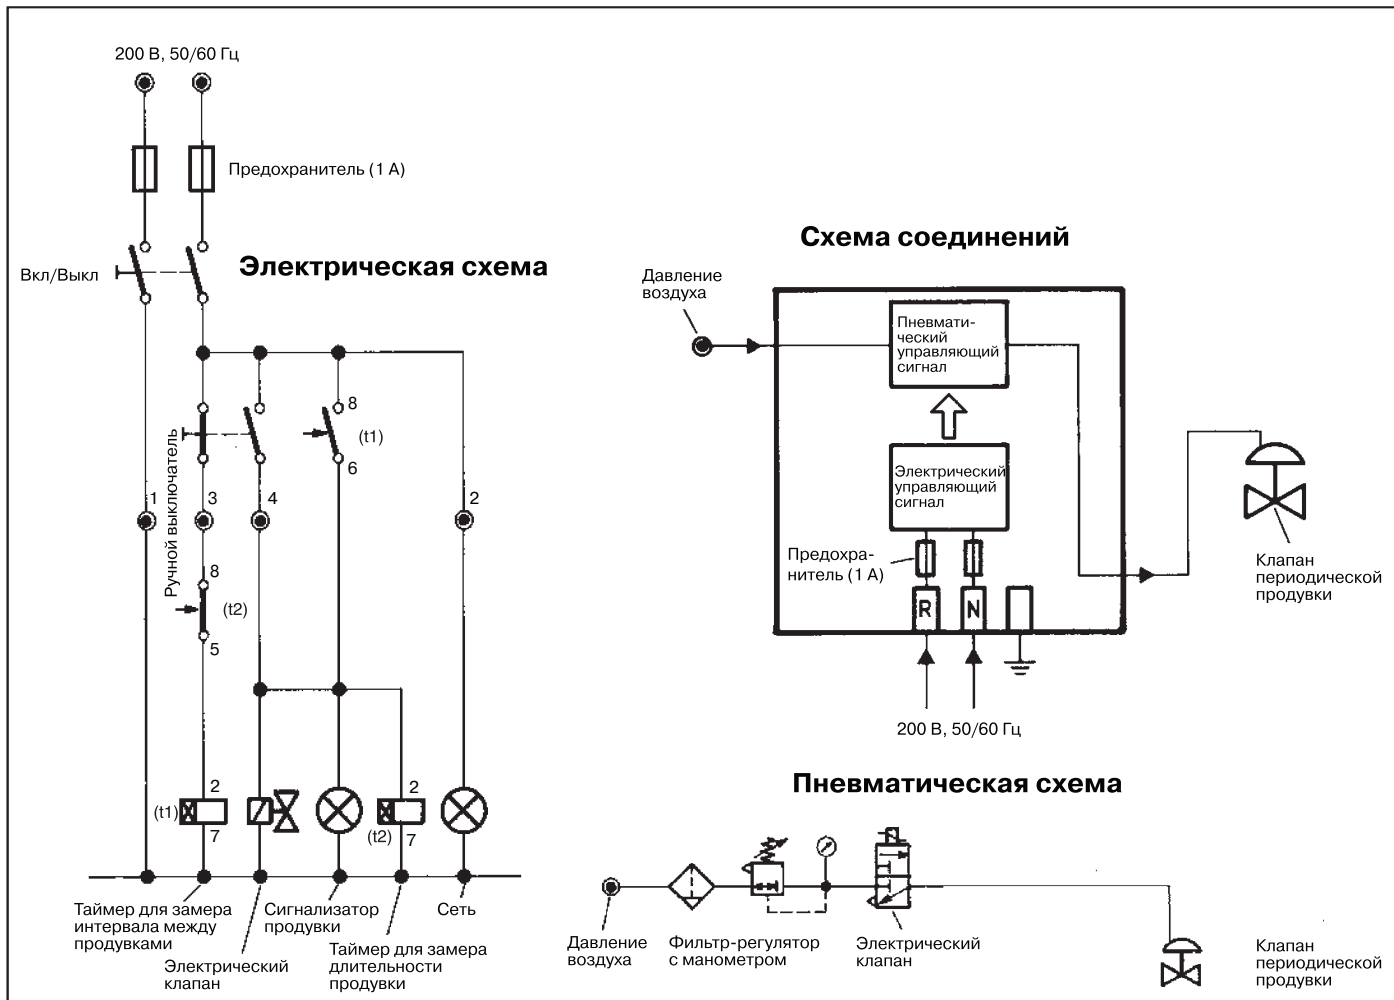 200 В, 50/60 Гц
Предохранитель (1 А)
Вкл/Выкл
Электрическая схема
Ручной выключатель
8
(t1)
6
1
3
4
2
8
(t2)
5
2
(t1)
7
2
(t2)
7
Таймер для замера
интервала между
продувками
Электрический
клапан
Сигнализатор
продувки
Таймер для замера
длительности
продувки
Сеть
Схема соединений
Давление
воздуха
Пневмати-
ческий
управляющий
сигнал
Электрический
управляющий
сигнал
Предохра-
нитель (1 А)
R
N
200 В, 50/60 Гц
Клапан
периодической
продувки
Пневматическая схема
Давление
воздуха
Фильтр-регулятор
с манометром
Электрический
клапан
Клапан
периодической
продувки